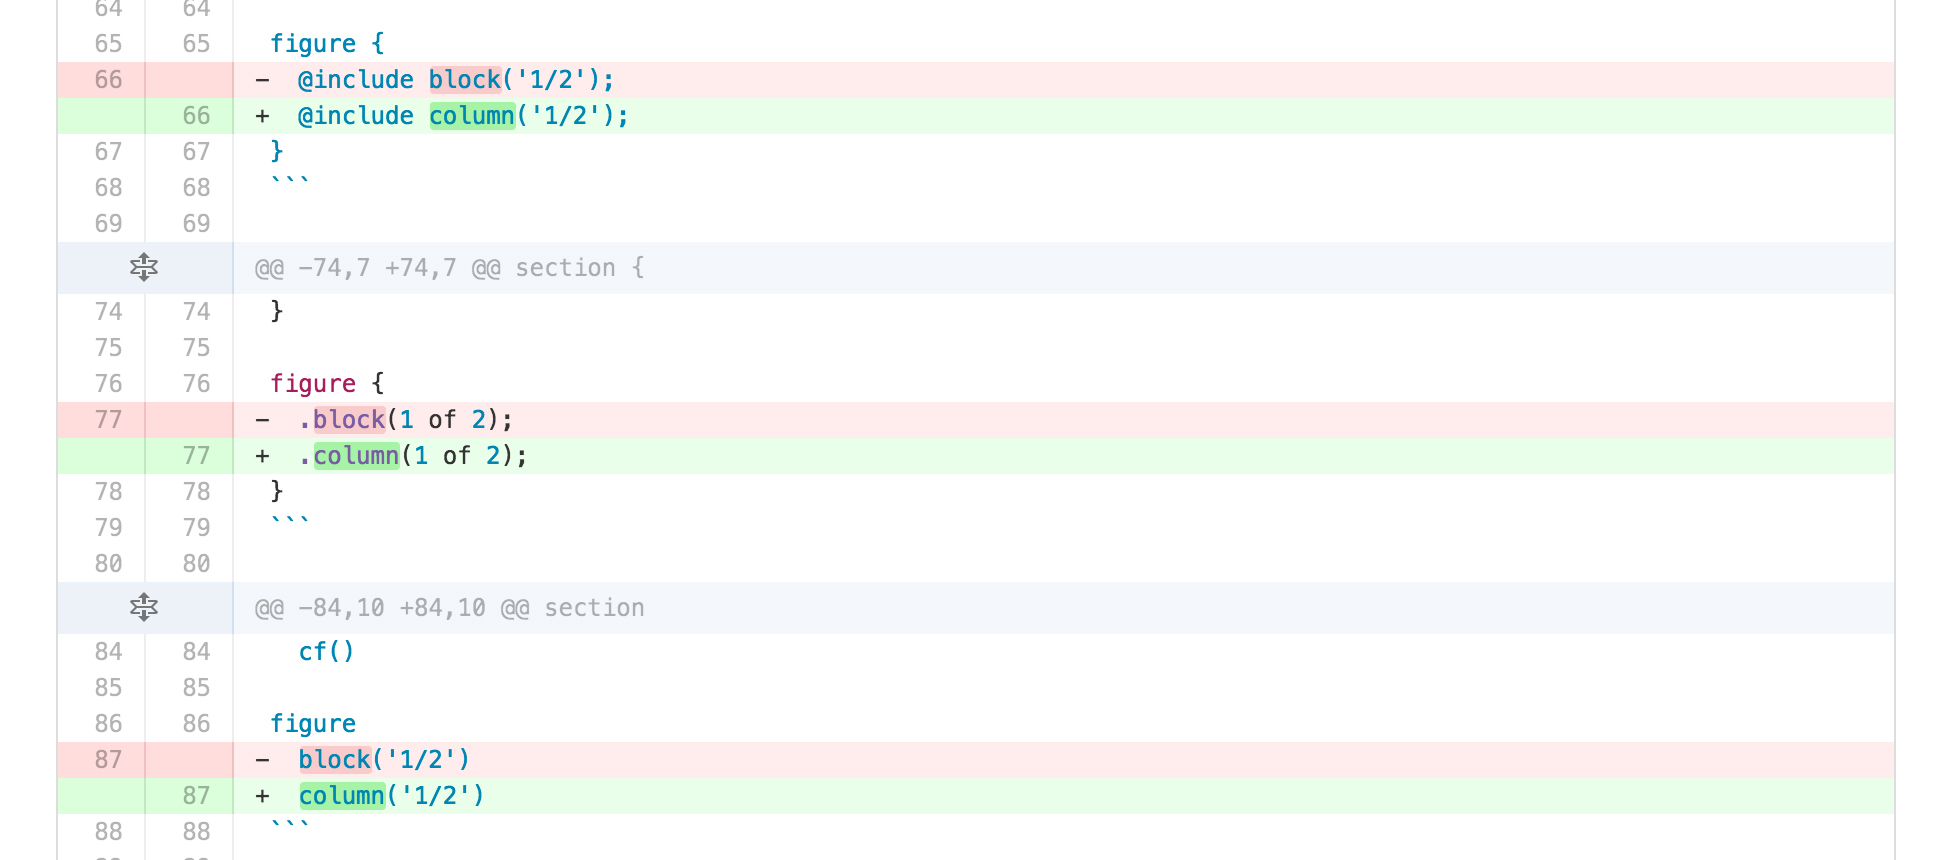 64 64
65 65 figure {
66 - @include block('1/2');
66 + @include column('1/2');
67 67 }
68 68 ```
69 69
@@ -74,7 +74,7 @@ section {
74 74 }
75 75
76 76 figure {
77 - .block(1 of 2);
77 + .column(1 of 2);
78 78 }
79 79 ```
80 80
@@ -84,10 +84,10 @@ section
84 84 cf()
85 85
86 86 figure
87 - block('1/2')
87 + column('1/2')
88 88 ```